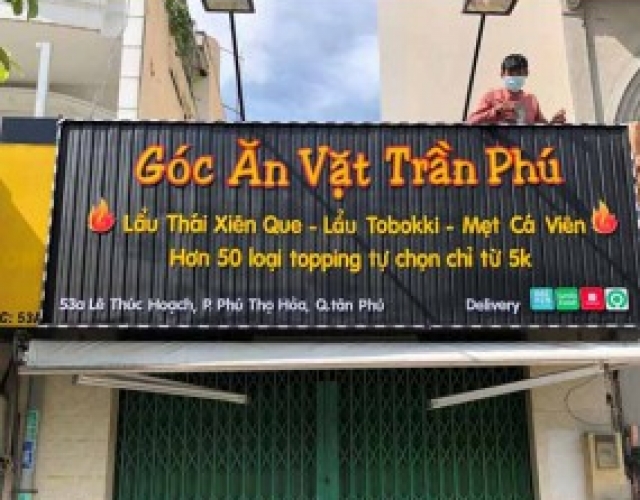 Góc Ăn Vặt Trần Phú
Lẩu Thái Xiên Que - Lẩu Tobokki - Mẹt Cá Viên
Hơn 50 loại topping tự chọn chỉ từ 5k
53a Lê Thúc Hoạch, P. Phú Thọ Hòa, Q.tân Phú Delivery
C: 53A